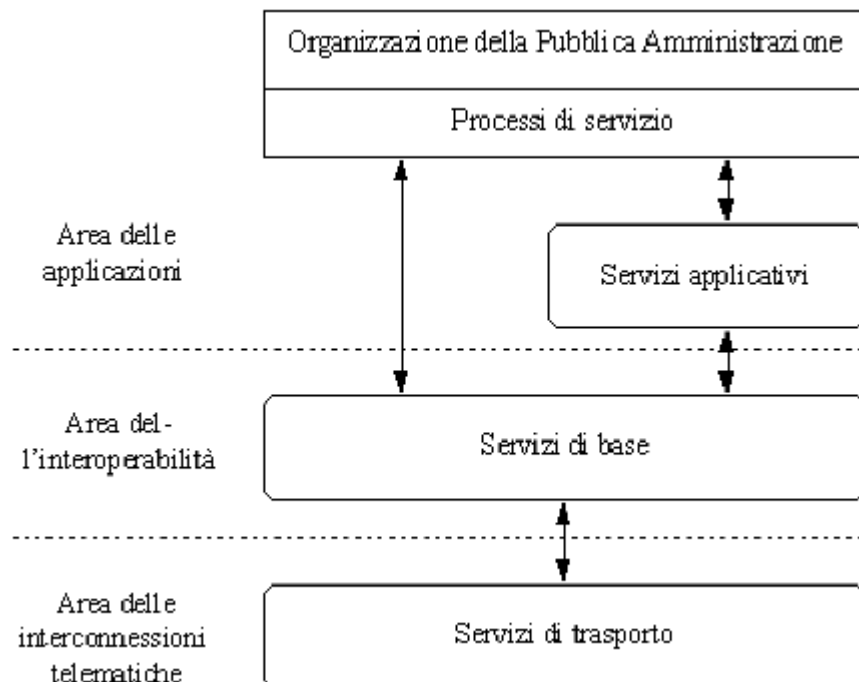 Organizzazione della Pubblica Amministrazione
Processi di servizio
Area delle
applicazioni
Servizi applicativi
Area del-
l'interoperabilità
Servizi di base
Area delle
interconnessioni
telematiche
Servizi di trasporto